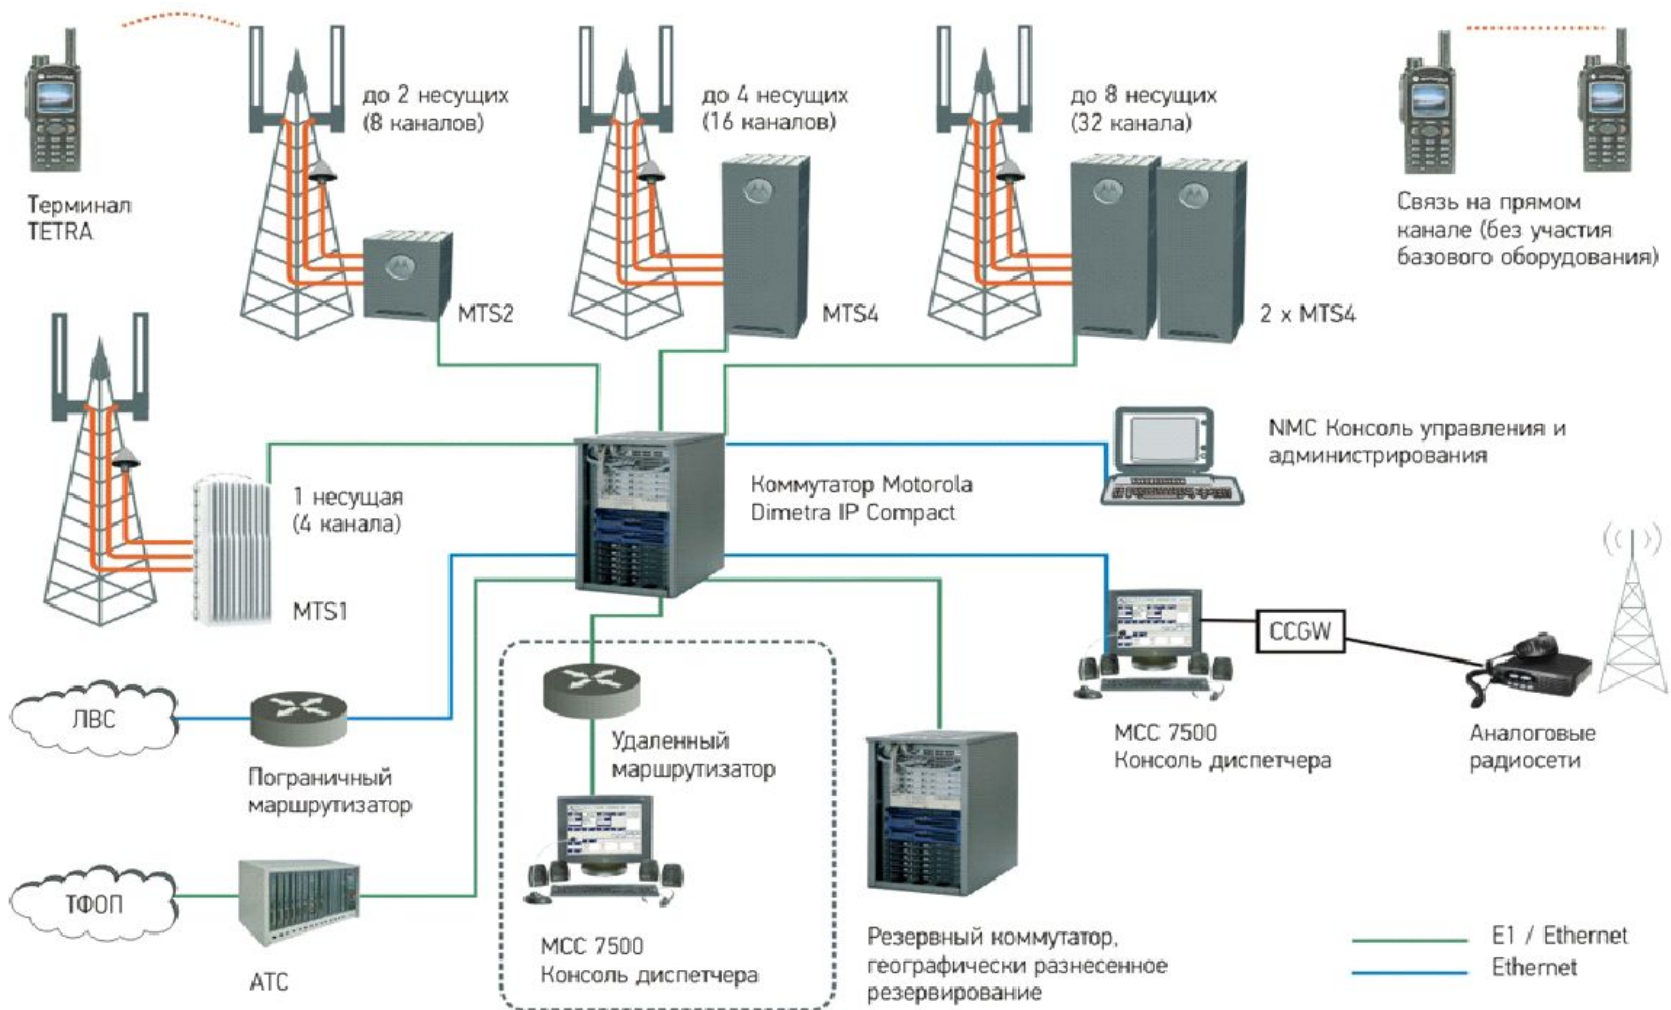 до 2 несущих
(8 каналов)
до 4 несущих
(16 каналов)
до 8 несущих
(32 канала)
Терминал
TETRA
Связь на прямом
канале (без участия
базового оборудования)
MTS2
MTS4
2 x MTS4
NMC Консоль управления и
администрирования
1 несущая
(4 канала)
Коммутатор Motorola
Dimetra IP Compact
MTS1
CCGW
ЛВС
Удаленный
маршрутизатор
МСС 7500
Консоль диспетчера
Аналоговые
радиосети
Пограничный
маршрутизатор
ТФОП
АТС
МСС 7500
Консоль диспетчера
Резервный коммутатор,
географически разнесенное
резервирование
E1 / Ethernet
Ethernet